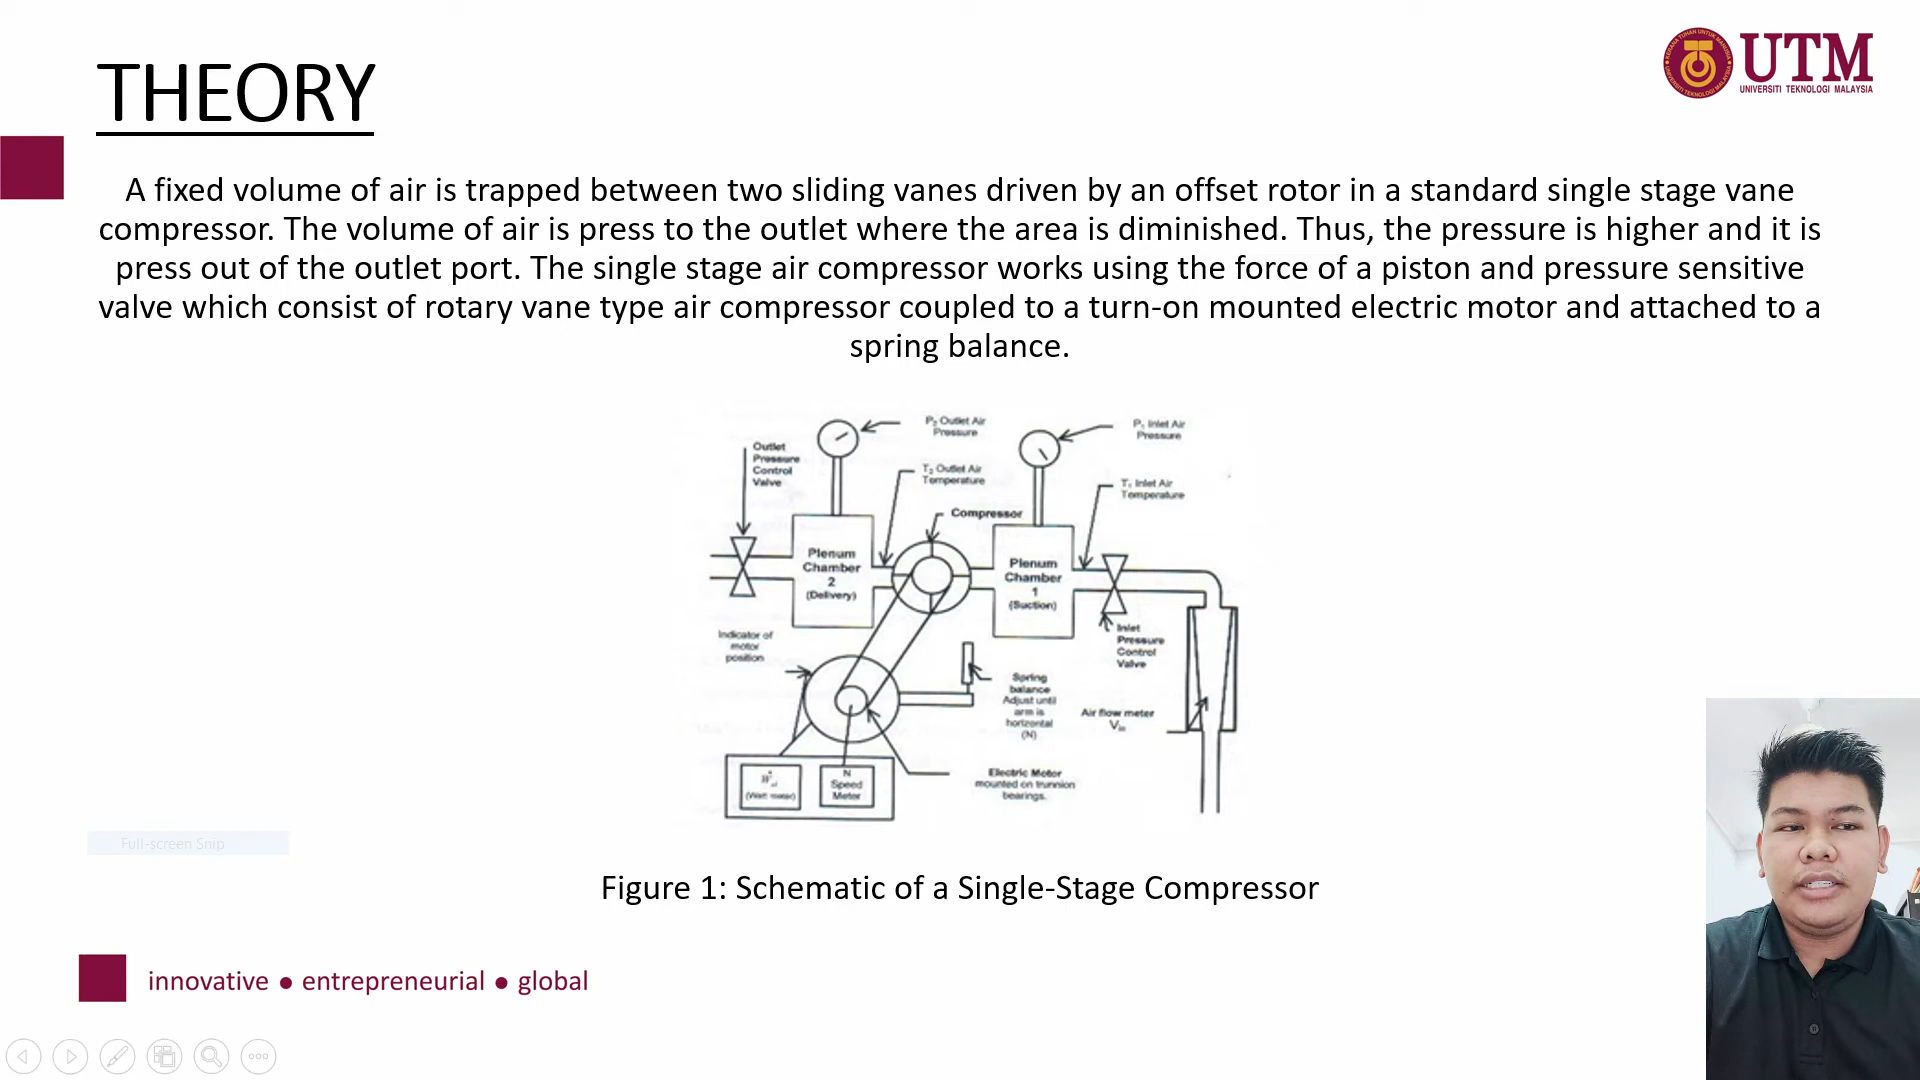 THEORY
UTM
UNIVERSITI TEKNOLOGI MALAYSIA
A fixed volume of air is trapped between two sliding vanes driven by an offset rotor in a standard single stage vane
compressor. The volume of air is press to the outlet where the area is diminished. Thus, the pressure is higher and it is
press out of the outlet port. The single stage air compressor works using the force of a piston and pressure sensitive
valve which consist of rotary vane type air compressor coupled to a turn-on mounted electric motor and attached to a
spring balance.
P₂ Outlet Air
Pressure
P₁ Inlet Air
Pressure
Outlet
Pressure
Control
Valve
T₂ Outlet Air
Temperature
T₁ Inlet Air
Temperature
Compressor
Plenum
Chamber
2
(Delivery)
Plenum
Chamber
1
(Suction)
Inlet
Pressure
Control
Valve
Indicator of
motor
position
Spring
balance
Adjust until
arm is
horizontal
(N)
Air flow meter
(Watt meter)
N
Speed
Meter
Electric Motor
mounted on trunnion
bearings.
Full-screen Snip
Figure 1: Schematic of a Single-Stage Compressor
innovative ● entrepreneurial ● global